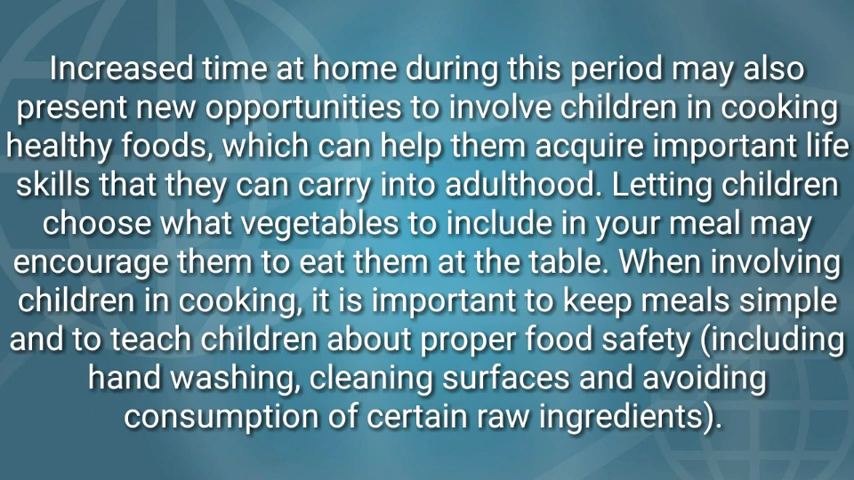 Increased time at home during this period may also
present new opportunities to involve children in cooking
healthy foods, which can help them acquire important life
skills that they can carry into adulthood. Letting children
choose what vegetables to include in your meal may
encourage them to eat them at the table. When involving
children in cooking, it is important to keep meals simple
and to teach children about proper food safety (including
hand washing, cleaning surfaces and avoiding
consumption of certain raw ingredients).